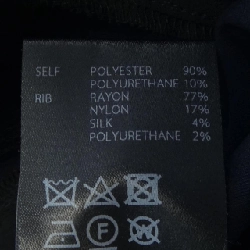 SELF POLYESTER 90%
POLYURETHANE 10%
RIB RAYON 77%
NYLON 17%
SILK 4%
POLYURETHANE 2%
F W